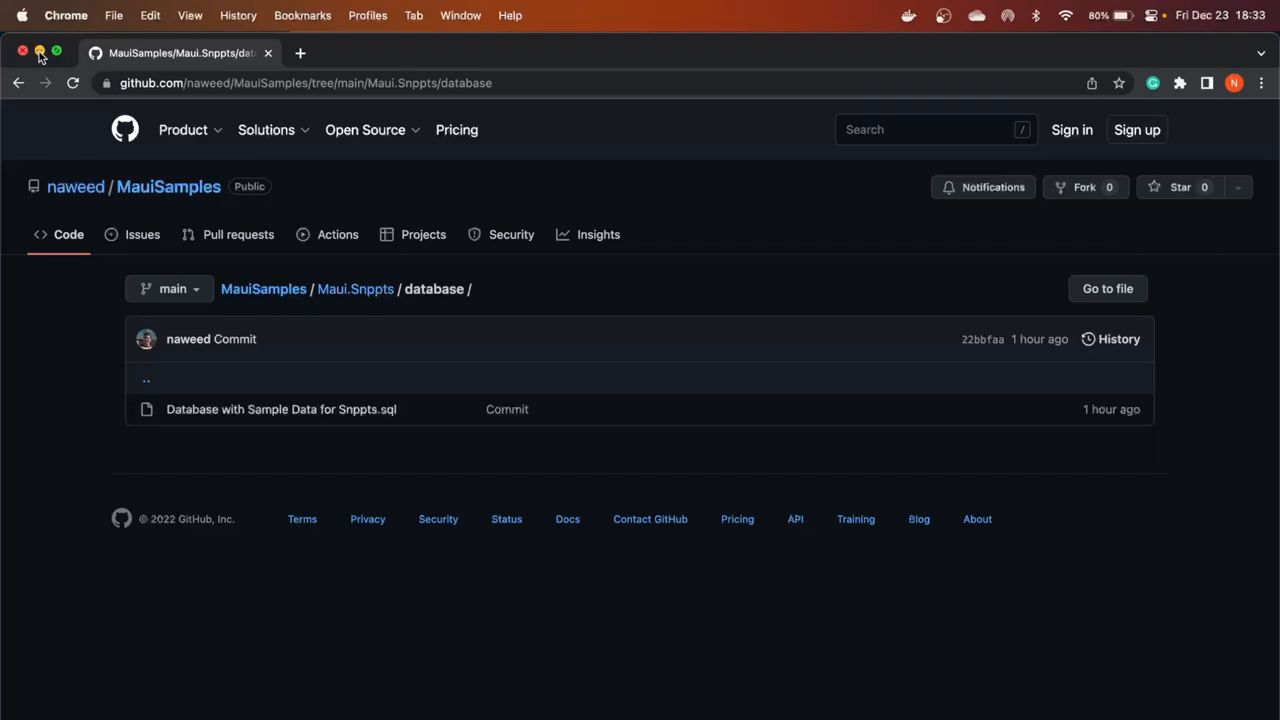 Chrome File Edit View History Bookmarks Profiles Tab Window Help 80% Fri Dec 23 18:33
MauiSamples/Maui.Snppts/dat
github.com/naweed/MauiSamples/tree/main/Maui.Snppts/database N
Product Solutions Open Source Pricing Search / Sign in Sign up
naweed / MauiSamples Public Notifications Fork 0 Star 0
<> Code Issues Pull requests Actions Projects Security Insights
main MauiSamples / Maui.Snppts / database / Go to file
naweed Commit 22bbfaa 1 hour ago History
..
Database with Sample Data for Snppts.sql Commit 1 hour ago
© 2022 GitHub, Inc. Terms Privacy Security Status Docs Contact GitHub Pricing API Training Blog About